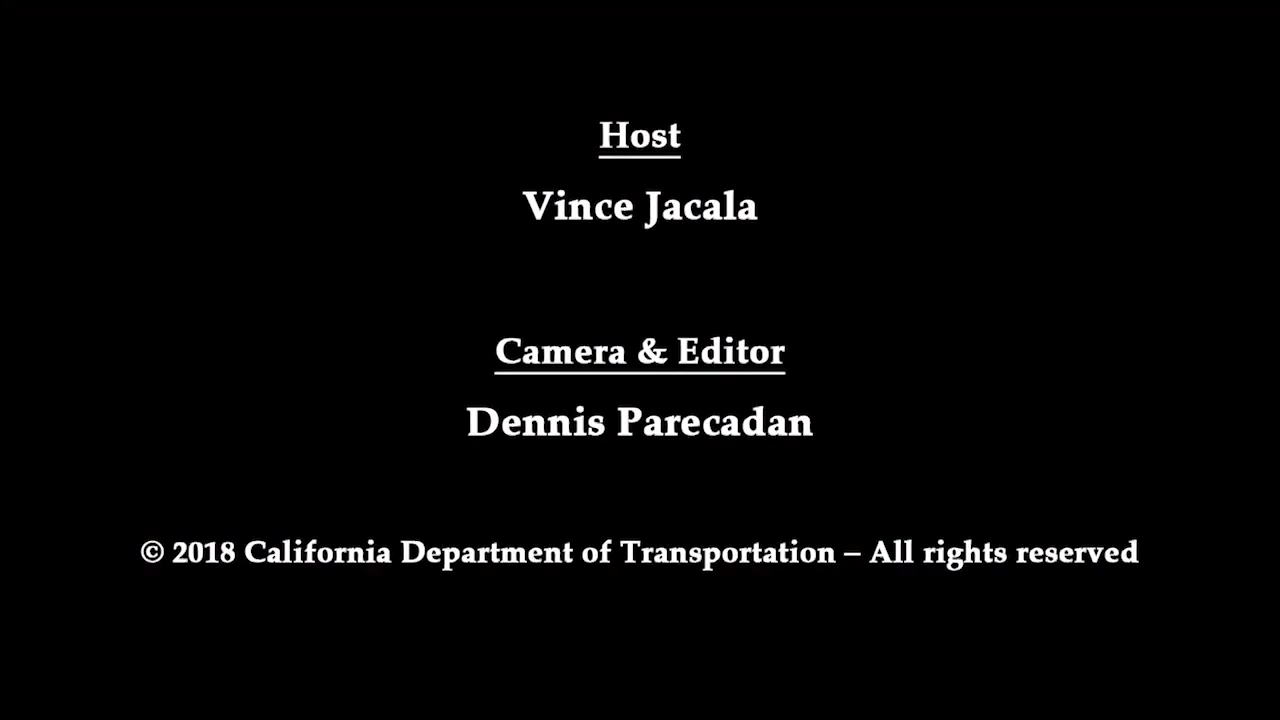 Host
Vince Jacala
Camera & Editor
Dennis Parecadan
© 2018 California Department of Transportation – All rights reserved